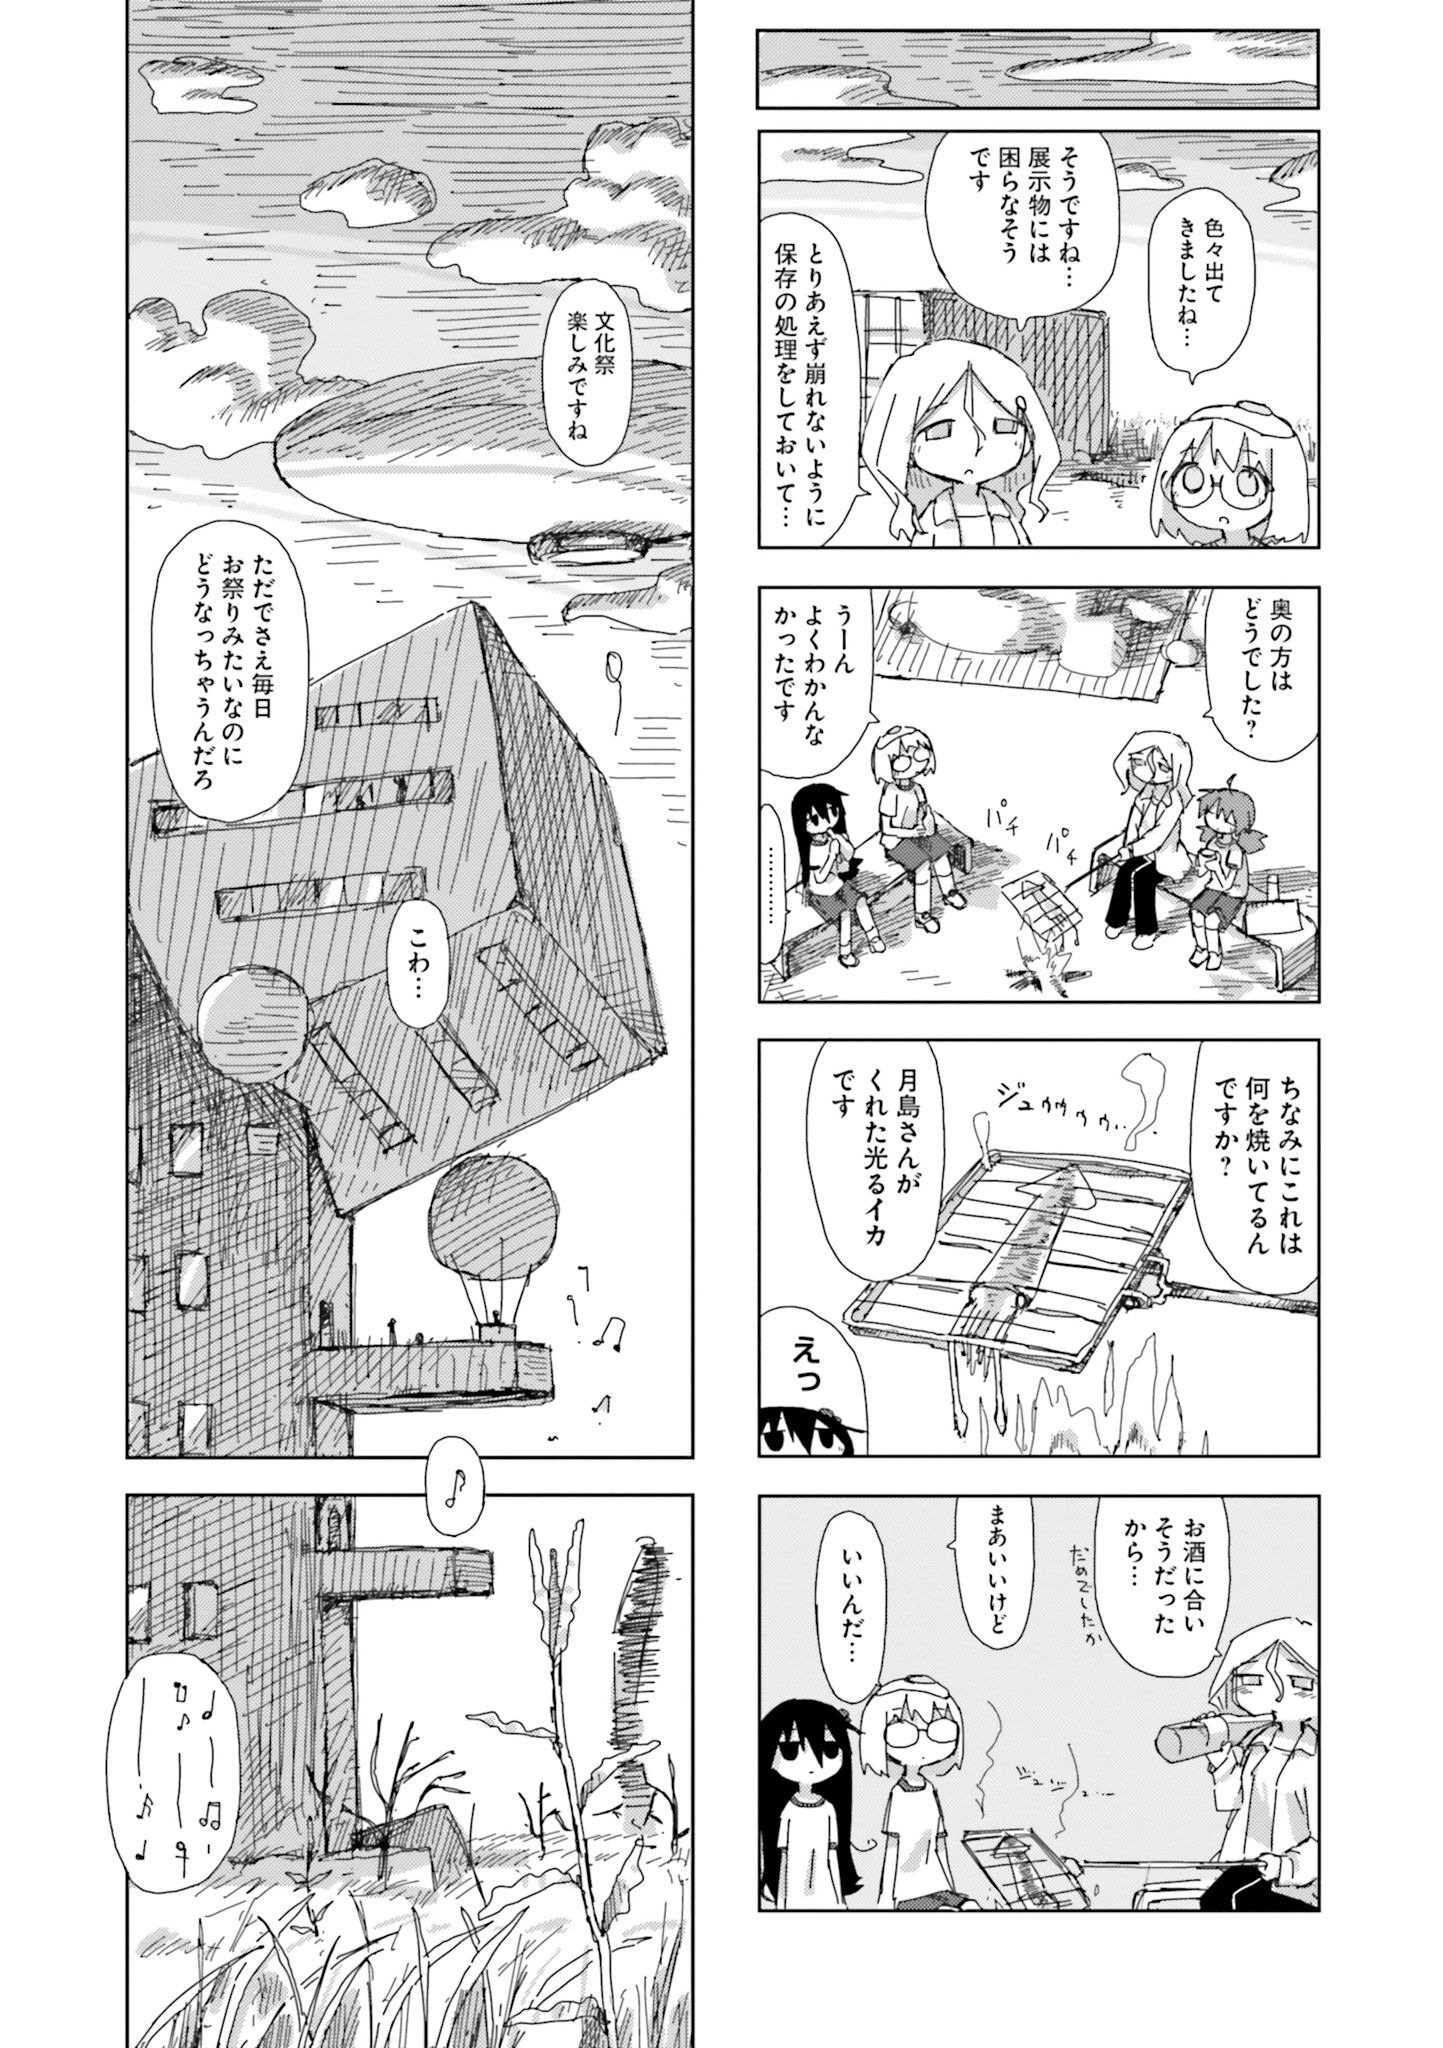 色々出て
きましたね…
そうですね…
展示物には
困らなそう
です
とりあえず崩れないように
保存の処理をしておいて…
奥の方は
どうでした？
うーん
よくわかんな
かったです
パチ
パチ
…………
ちなみにこれは
何を焼いてるん
ですか？
ジュゥゥゥゥ…
月島さんが
くれた光るイカ
です
えっ
お酒に合い
そうだった
から…
だめでしたか
まあいいけど
いいんだ…
ジュジュ…
文化祭
楽しみですね
ただでさえ毎日
お祭りみたいなのに
どうなっちゃうんだろ
こわ…